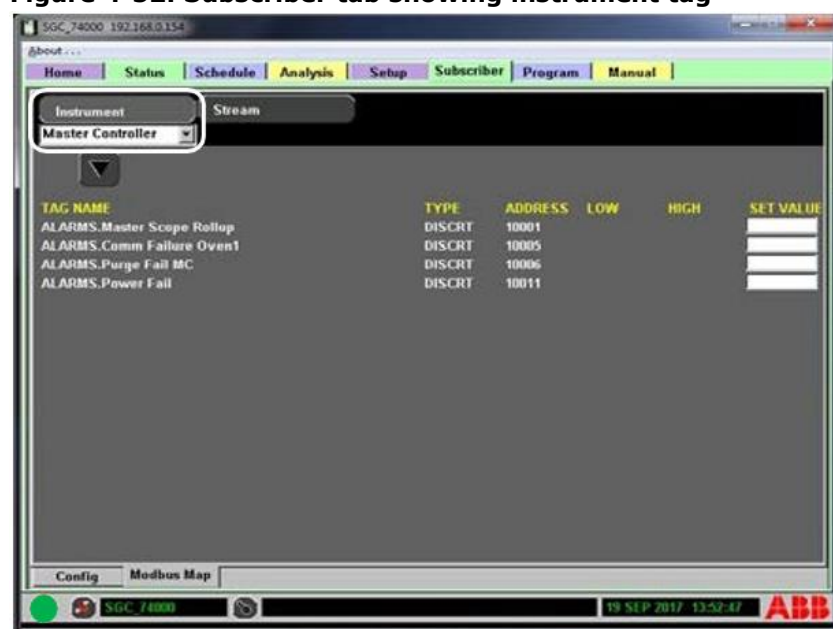 Figure 4-52. Subscriber tab showing instrument tag
SGC_74000 192.168.0.154
About . . .
Home Status Schedule Analysis Setup Subscriber Program Manual
Instrument Stream
Master Controller
TAG NAME TYPE ADDRESS LOW HIGH SET VALUE
ALARMS.Master Scope Rollup DISCRT 10001
ALARMS.Comm Failure Oven1 DISCRT 10005
ALARMS.Purge Fail MC DISCRT 10006
ALARMS.Power Fail DISCRT 10011
Config Modbus Map
SGC_74000 19 SEP 2017 13:52:47 ABB